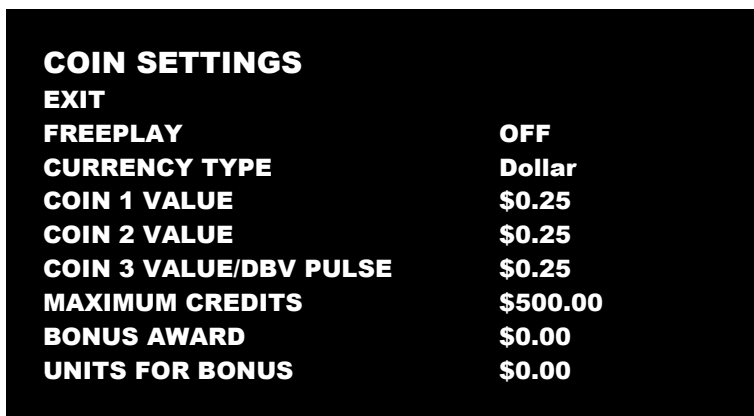 COIN SETTINGS
EXIT
FREEPLAY OFF
CURRENCY TYPE Dollar
COIN 1 VALUE $0.25
COIN 2 VALUE $0.25
COIN 3 VALUE/DBV PULSE $0.25
MAXIMUM CREDITS $500.00
BONUS AWARD $0.00
UNITS FOR BONUS $0.00